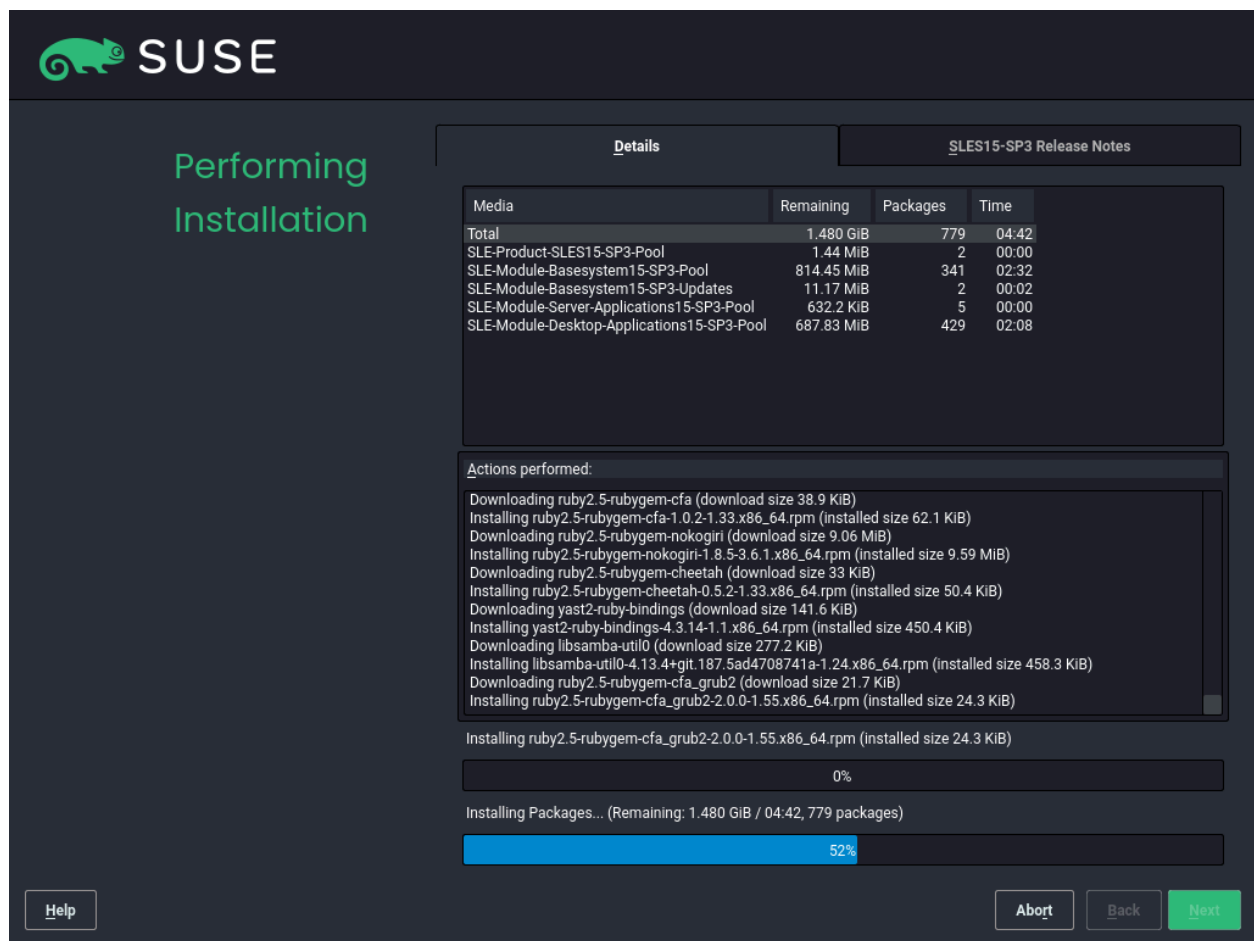 SUSE
Performing
Installation
Details
SLES15-SP3 Release Notes
Media Remaining Packages Time
Total 1.480 GiB 779 04:42
SLE-Product-SLES15-SP3-Pool 1.44 MiB 2 00:00
SLE-Module-Basesystem15-SP3-Pool 814.45 MiB 341 02:32
SLE-Module-Basesystem15-SP3-Updates 11.17 MiB 2 00:02
SLE-Module-Server-Applications15-SP3-Pool 632.2 KiB 5 00:00
SLE-Module-Desktop-Applications15-SP3-Pool 687.83 MiB 429 02:08
Actions performed:
Downloading ruby2.5-rubygem-cfa (download size 38.9 KiB)
Installing ruby2.5-rubygem-cfa-1.0.2-1.33.x86_64.rpm (installed size 62.1 KiB)
Downloading ruby2.5-rubygem-nokogiri (download size 9.06 MiB)
Installing ruby2.5-rubygem-nokogiri-1.8.5-3.6.1.x86_64.rpm (installed size 9.59 MiB)
Downloading ruby2.5-rubygem-cheetah (download size 33 KiB)
Installing ruby2.5-rubygem-cheetah-0.5.2-1.33.x86_64.rpm (installed size 50.4 KiB)
Downloading yast2-ruby-bindings (download size 141.6 KiB)
Installing yast2-ruby-bindings-4.3.14-1.1.x86_64.rpm (installed size 450.4 KiB)
Downloading libsamba-util0 (download size 277.2 KiB)
Installing libsamba-util0-4.13.4+git.187.5ad4708741a-1.24.x86_64.rpm (installed size 458.3 KiB)
Downloading ruby2.5-rubygem-cfa_grub2 (download size 21.7 KiB)
Installing ruby2.5-rubygem-cfa_grub2-2.0.0-1.55.x86_64.rpm (installed size 24.3 KiB)
Installing ruby2.5-rubygem-cfa_grub2-2.0.0-1.55.x86_64.rpm (installed size 24.3 KiB)
0%
Installing Packages... (Remaining: 1.480 GiB / 04:42, 779 packages)
52%
Help
Abort
Back
Next